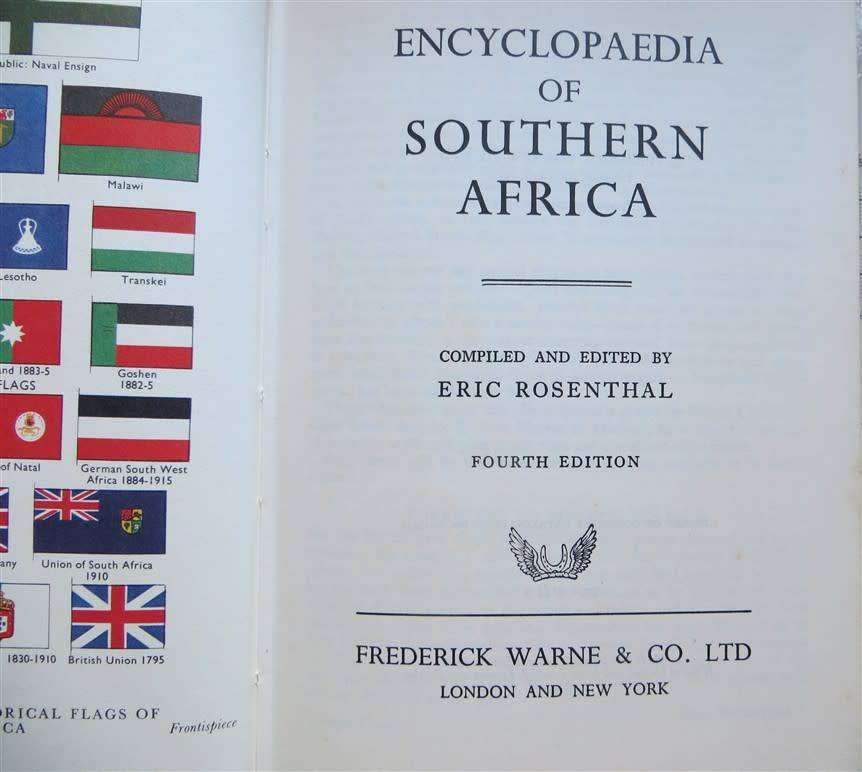 ublic: Naval Ensign
Malawi
Lesotho
Transkei
and 1883-5
Goshen
1882-5
FLAGS
of Natal
German South West
Africa 1884-1915
any
Union of South Africa
1910
1830-1910
British Union 1795
ORICAL FLAGS OF
CA
Frontispiece
ENCYCLOPAEDIA
OF
SOUTHERN
AFRICA
COMPILED AND EDITED BY
ERIC ROSENTHAL
FOURTH EDITION
FREDERICK WARNE & CO. LTD
LONDON AND NEW YORK